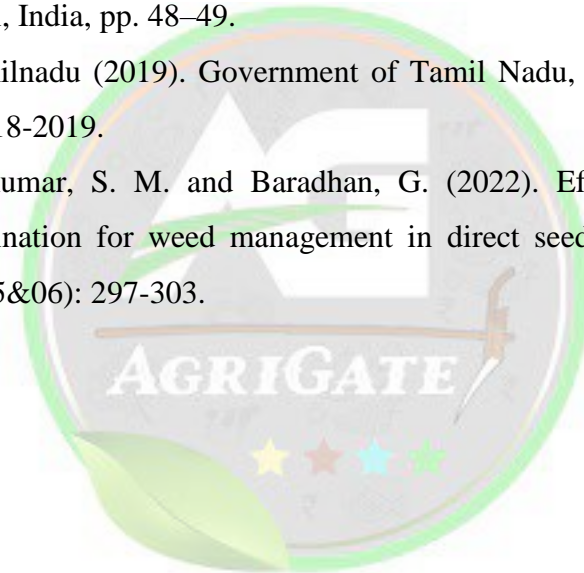 , India, pp. 48–49.
ilnadu (2019). Government of Tamil Nadu,
18-2019.
umar, S. M. and Baradhan, G. (2022). Ef
ination for weed management in direct seed
5&06): 297-303.
AGRIGATE